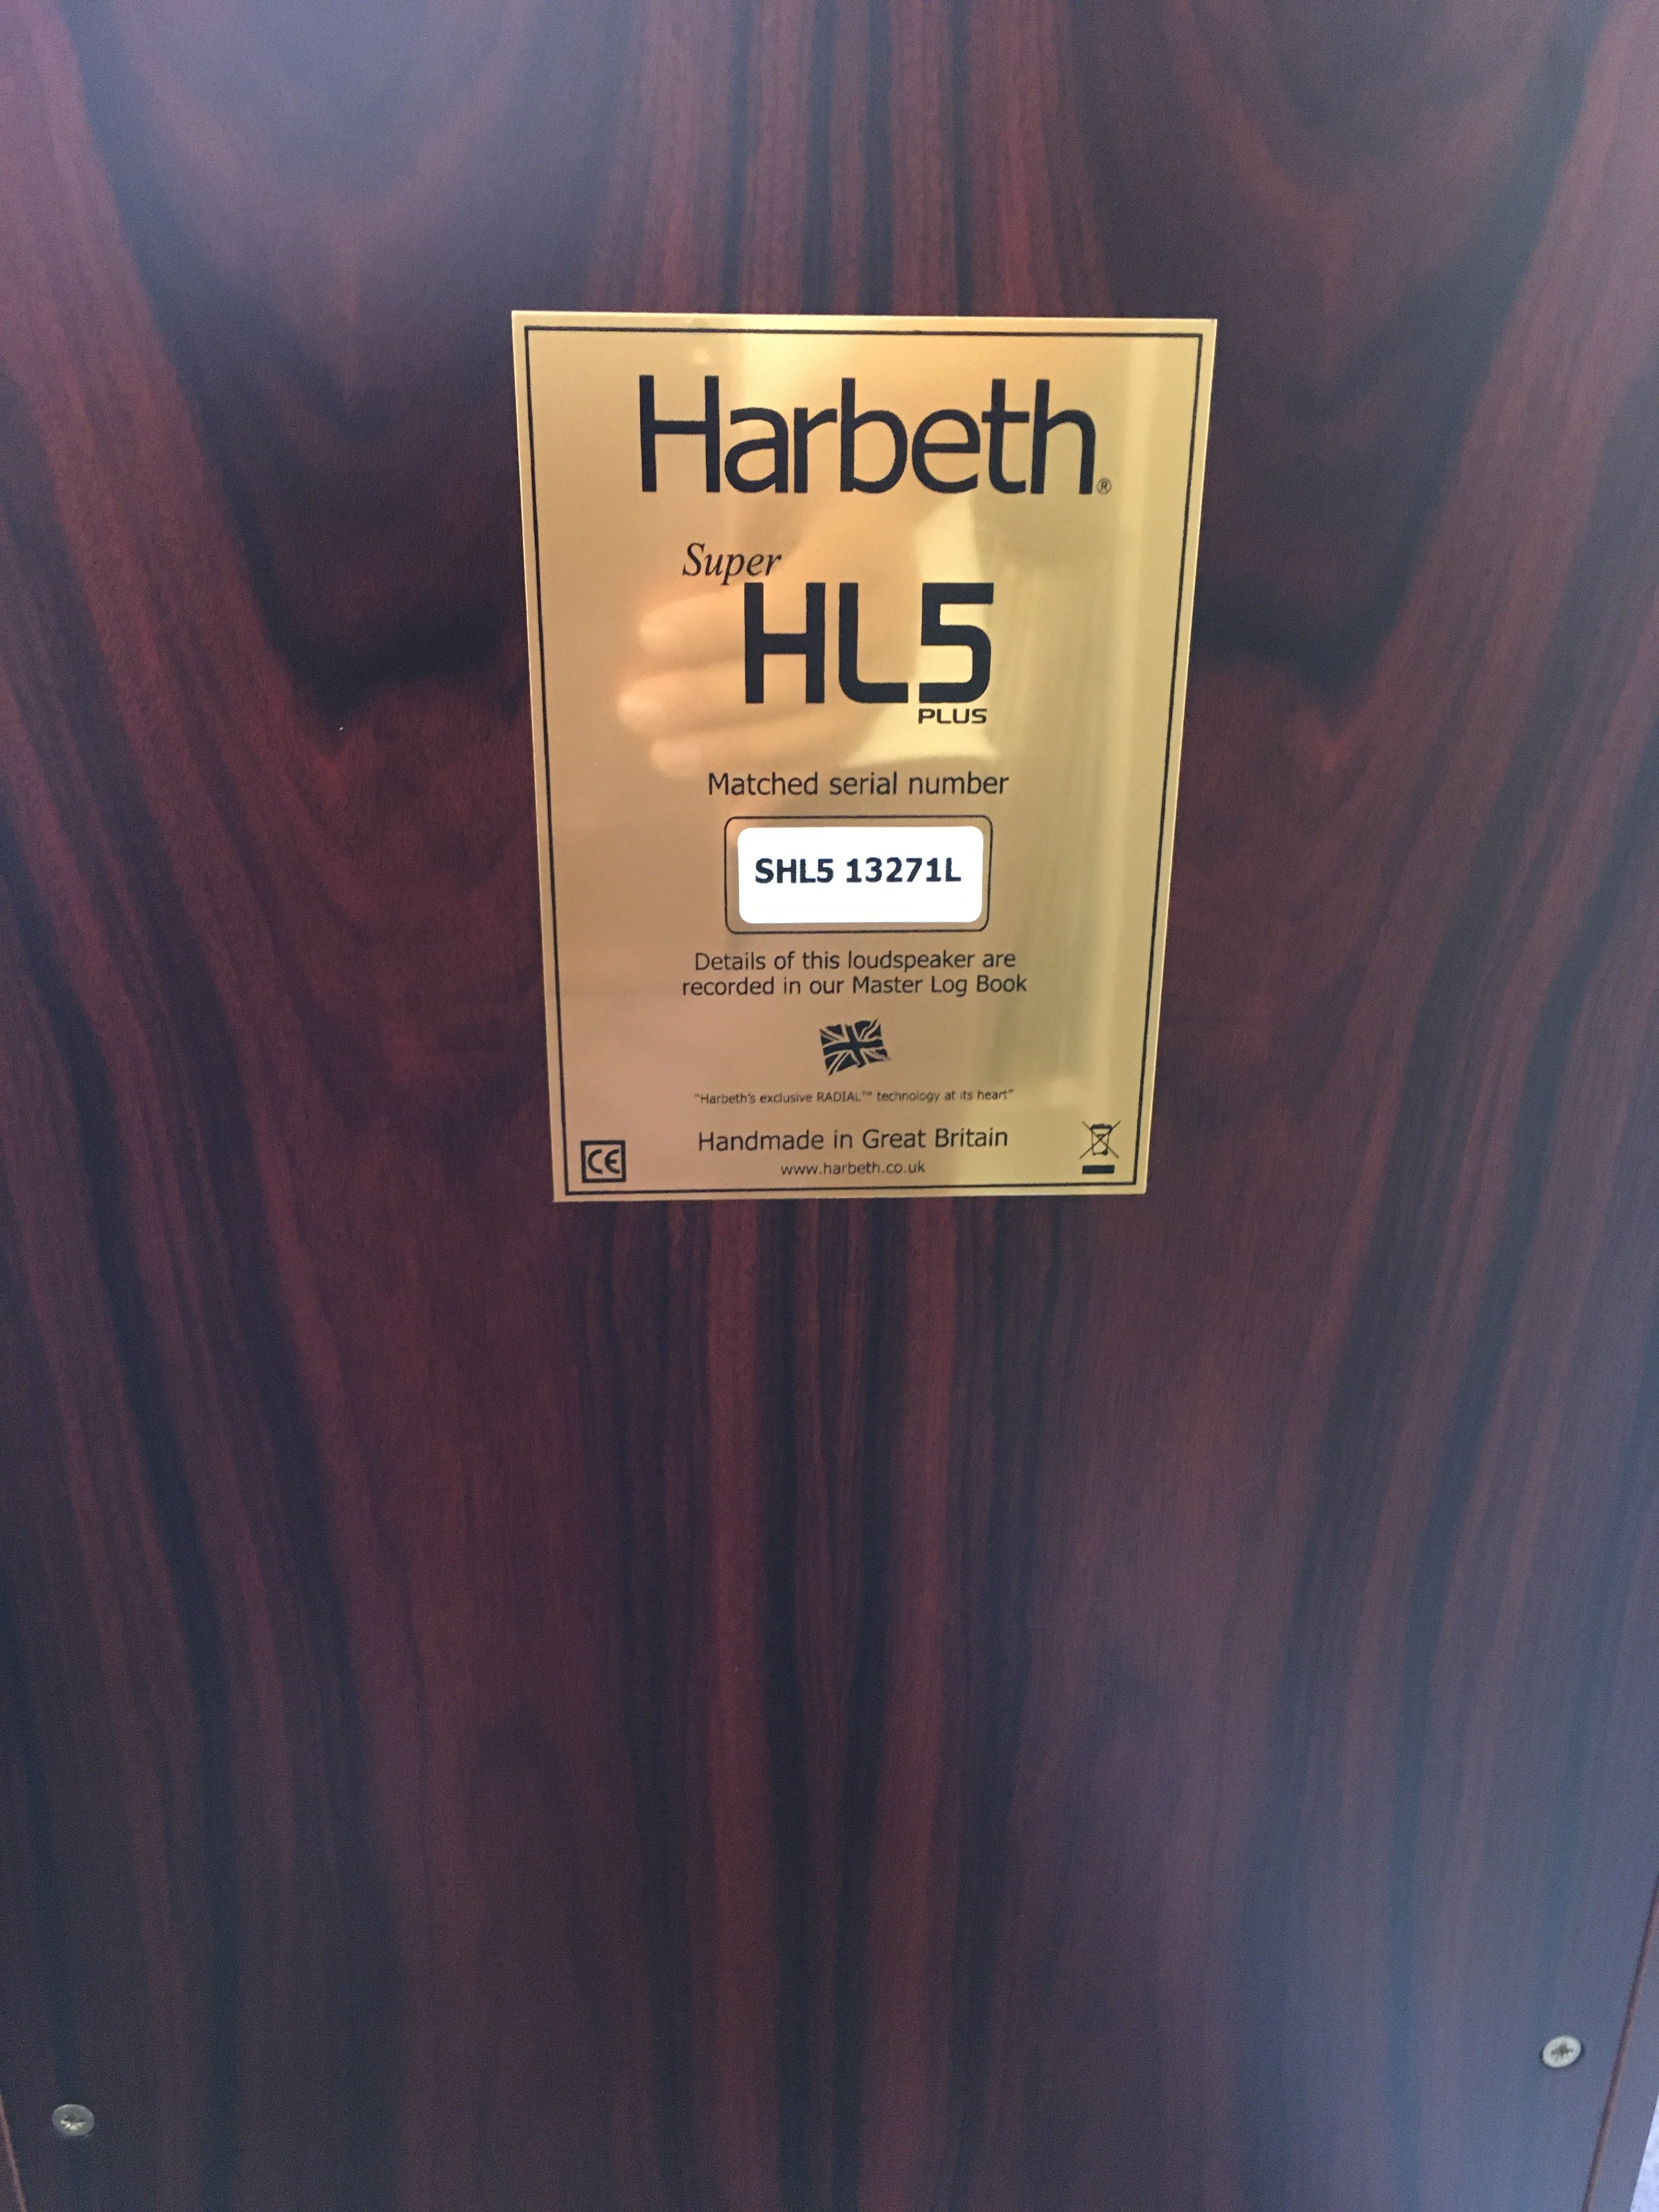 Harbeth®
Super
HL5
PLUS
Matched serial number
SHL5 13271L
Details of this loudspeaker are
recorded in our Master Log Book
"Harbeth's exclusive RADIAL™ technology at its heart"
Handmade in Great Britain
CE
www.harbeth.co.uk